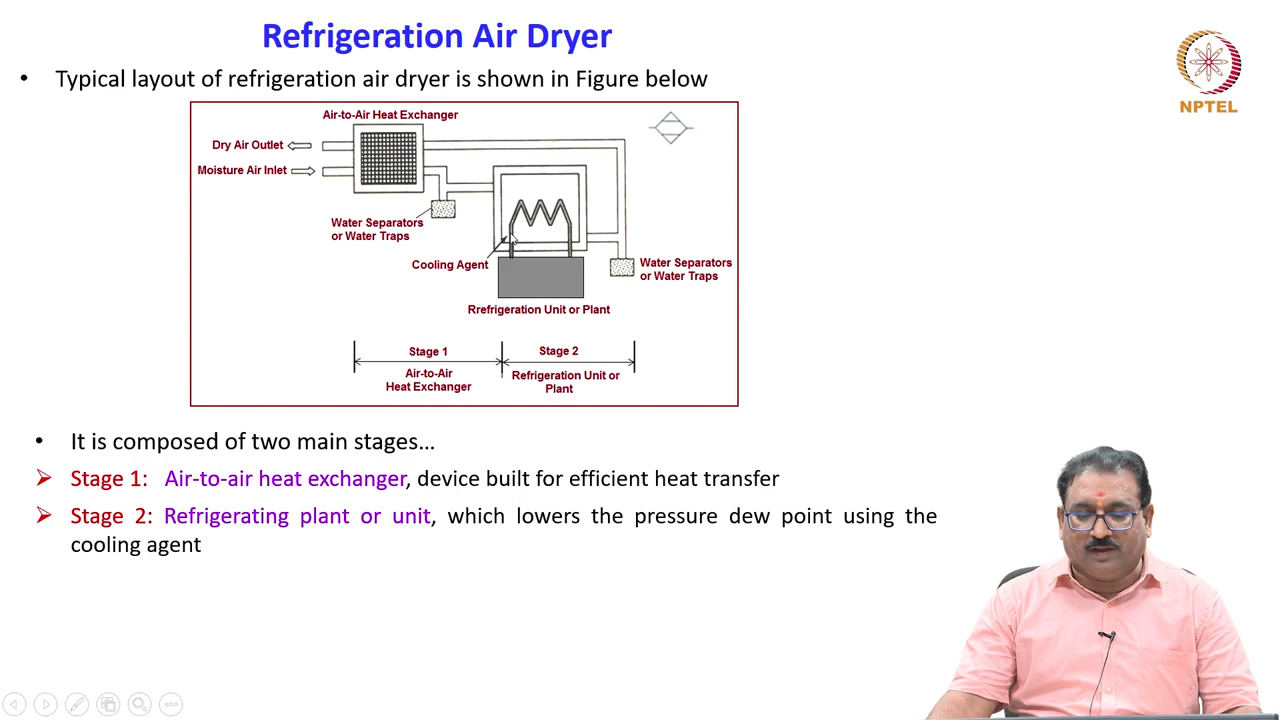 Refrigeration Air Dryer
• Typical layout of refrigeration air dryer is shown in Figure below
NPTEL
Air-to-Air Heat Exchanger
Dry Air Outlet
Moisture Air Inlet
Water Separators
or Water Traps
Cooling Agent
Water Separators
or Water Traps
Rrefrigeration Unit or Plant
Stage 1
Stage 2
Air-to-Air
Heat Exchanger
Refrigeration Unit or
Plant
• It is composed of two main stages...
Stage 1: Air-to-air heat exchanger, device built for efficient heat transfer
Stage 2: Refrigerating plant or unit, which lowers the pressure dew point using the
cooling agent